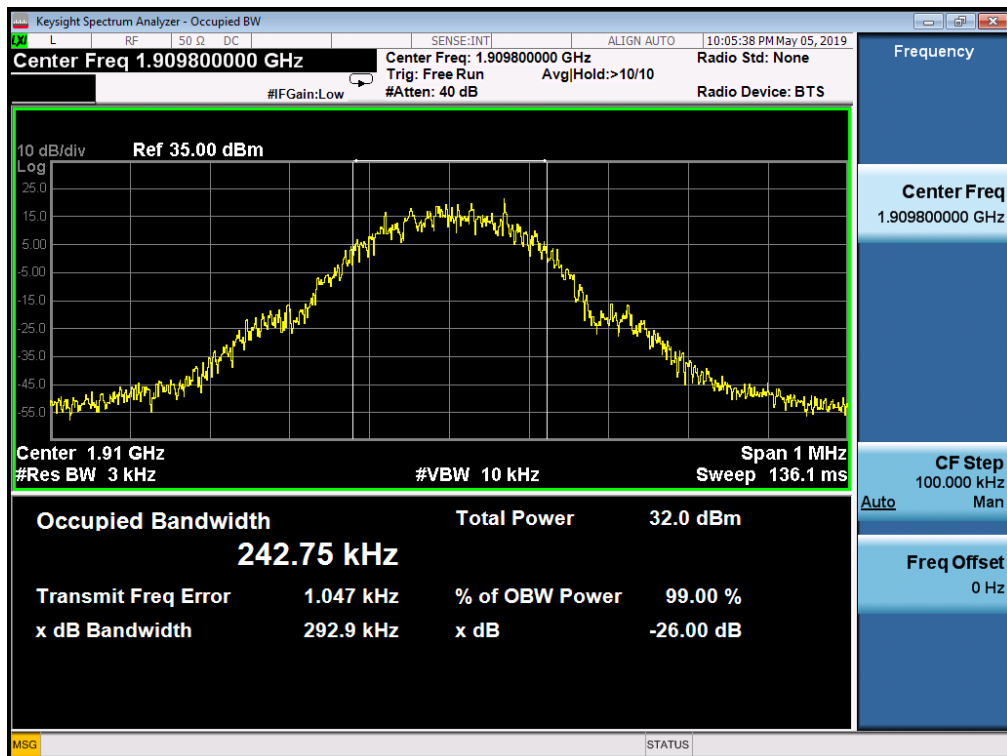 Keysight Spectrum Analyzer - Occupied BW
LXI L RF 50 Ω DC SENSE:INT ALIGN AUTO 10:05:38 PM May 05, 2019
Center Freq 1.909800000 GHz
Center Freq: 1.909800000 GHz
Radio Std: None
Trig: Free Run Avg|Hold:>10/10
#IFGain:Low
#Atten: 40 dB
Radio Device: BTS
10 dB/div Ref 35.00 dBm
Log
25.0
15.0
5.00
-5.00
-15.0
-25.0
-35.0
-45.0
-55.0
Center 1.91 GHz Span 1 MHz
#Res BW 3 kHz #VBW 10 kHz Sweep 136.1 ms
Occupied Bandwidth Total Power 32.0 dBm
242.75 kHz
Transmit Freq Error 1.047 kHz % of OBW Power 99.00 %
x dB Bandwidth 292.9 kHz x dB -26.00 dB
Frequency
Center Freq
1.909800000 GHz
CF Step
100.000 kHz
Auto Man
Freq Offset
0 Hz
MSG STATUS